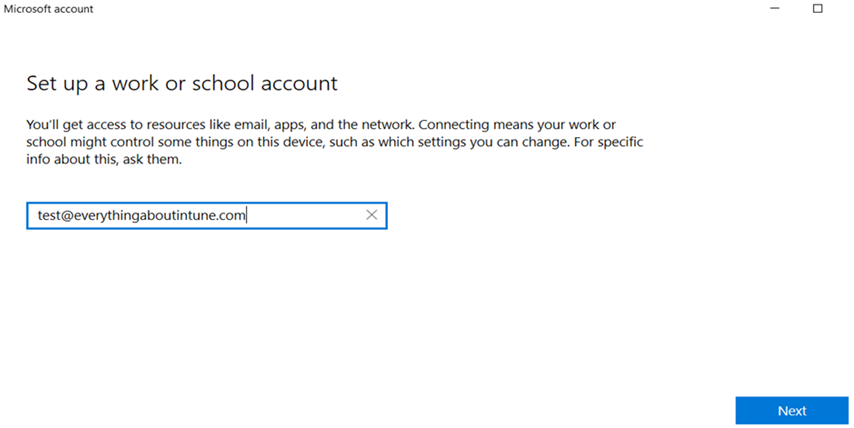 Microsoft account
Set up a work or school account
You'll get access to resources like email, apps, and the network. Connecting means your work or
school might control some things on this device, such as which settings you can change. For specific
info about this, ask them.
test@everythingaboutintune.com
Next